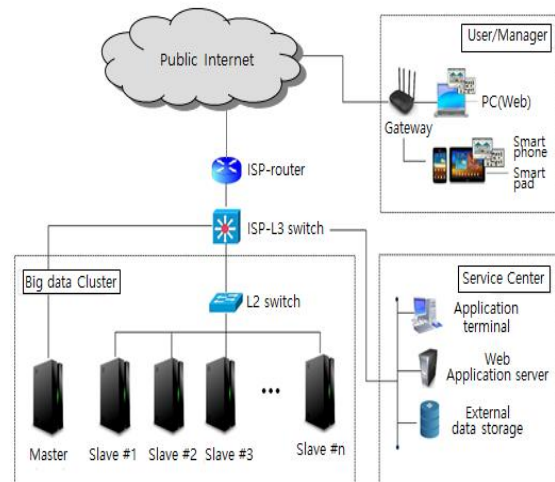 Public Internet
User/Manager
PC(Web)
Gateway
Smart
phone
Smart
pad
ISP-router
ISP-L3 switch
Big data Cluster
L2 switch
Master
Slave #1
Slave #2
Slave #3
...
Slave #n
Service Center
Application
terminal
Web
Application server
External
data storage